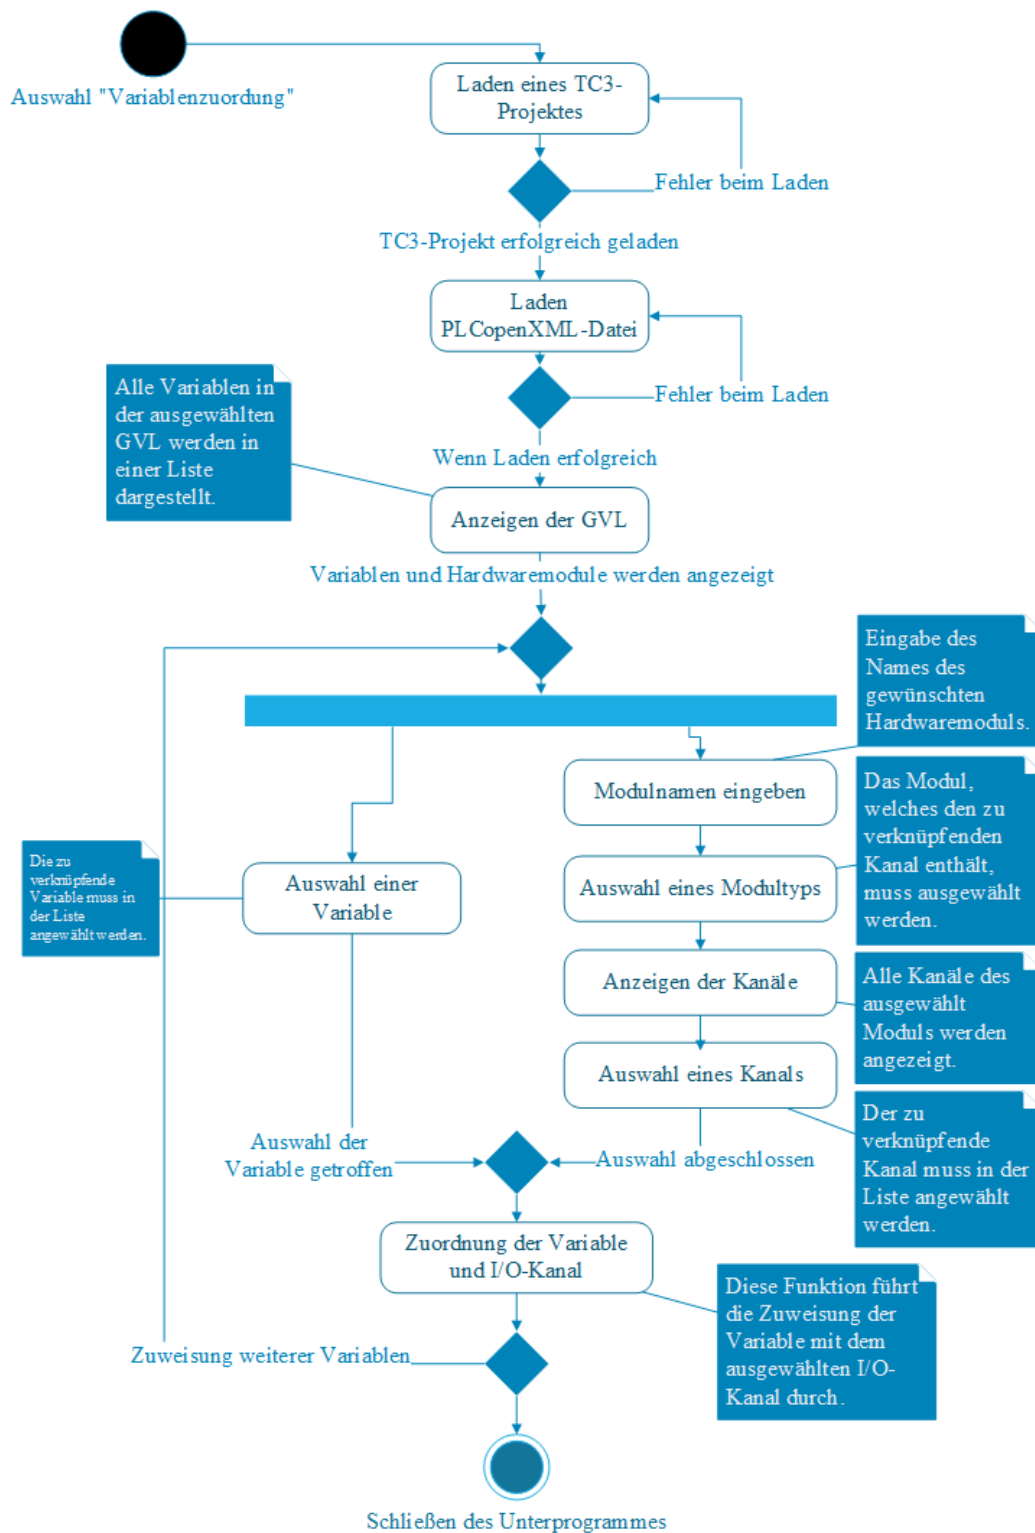 Auswahl "Variablenzuordung"
Laden eines TC3-
Projektes
Fehler beim Laden
TC3-Projekt erfolgreich geladen
Laden
PLCopenXML-Datei
Fehler beim Laden
Alle Variablen in
der ausgewählten
GVL werden in
einer Liste
dargestellt.
Wenn Laden erfolgreich
Anzeigen der GVL
Variablen und Hardwaremodule werden angezeigt
Eingabe des
Names des
gewünschten
Hardwaremoduls.
Modulnamen eingeben
Das Modul,
welches den zu
verknüpfenden
Kanal enthält,
muss ausgewählt
werden.
Die zu
verknüpfende
Variable muss in
der Liste
angewählt werden.
Auswahl einer
Variable
Auswahl eines Modultyps
Anzeigen der Kanäle
Alle Kanäle des
ausgewählt
Moduls werden
angezeigt.
Auswahl eines Kanals
Der zu
verknüpfende
Kanal muss in der
Liste angewählt
werden.
Auswahl der
Variable getroffen
Auswahl abgeschlossen
Zuordnung der Variable
und I/O-Kanal
Diese Funktion führt
die Zuweisung der
Variable mit dem
ausgewählten I/O-
Kanal durch.
Zuweisung weiterer Variablen
Schließen des Unterprogrammes